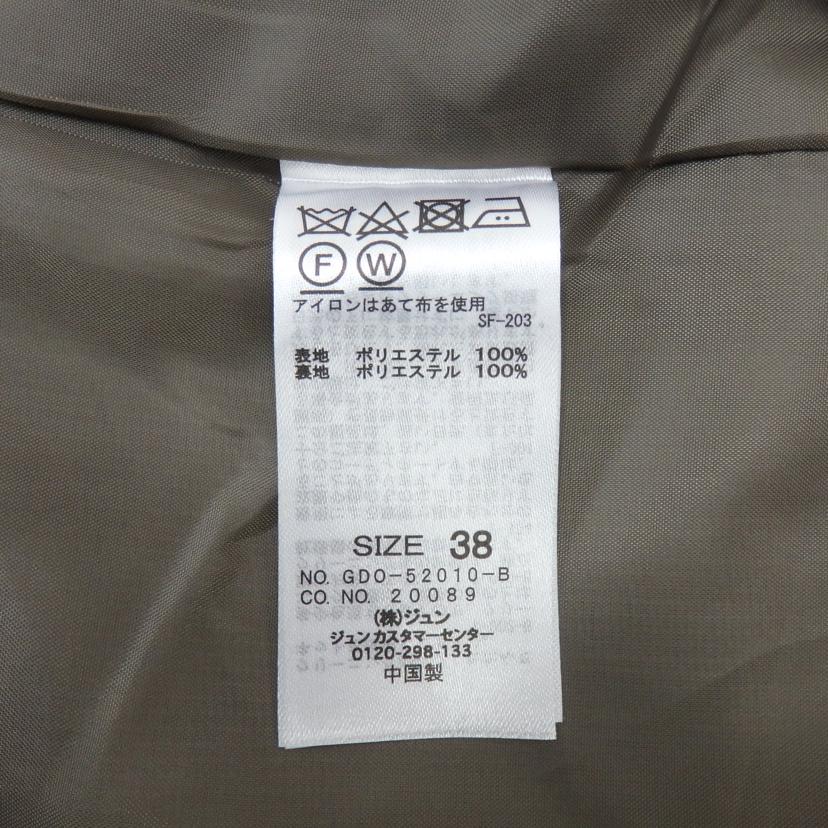 F W
アイロンはあて布を使用
SF-203
表地 ポリエステル 100%
裏地 ポリエステル 100%
SIZE 38
NO. GDO-52010-B
CO. NO. 20089
(株)ジュン
ジュンカスタマーセンター
0120-298-133
中国製